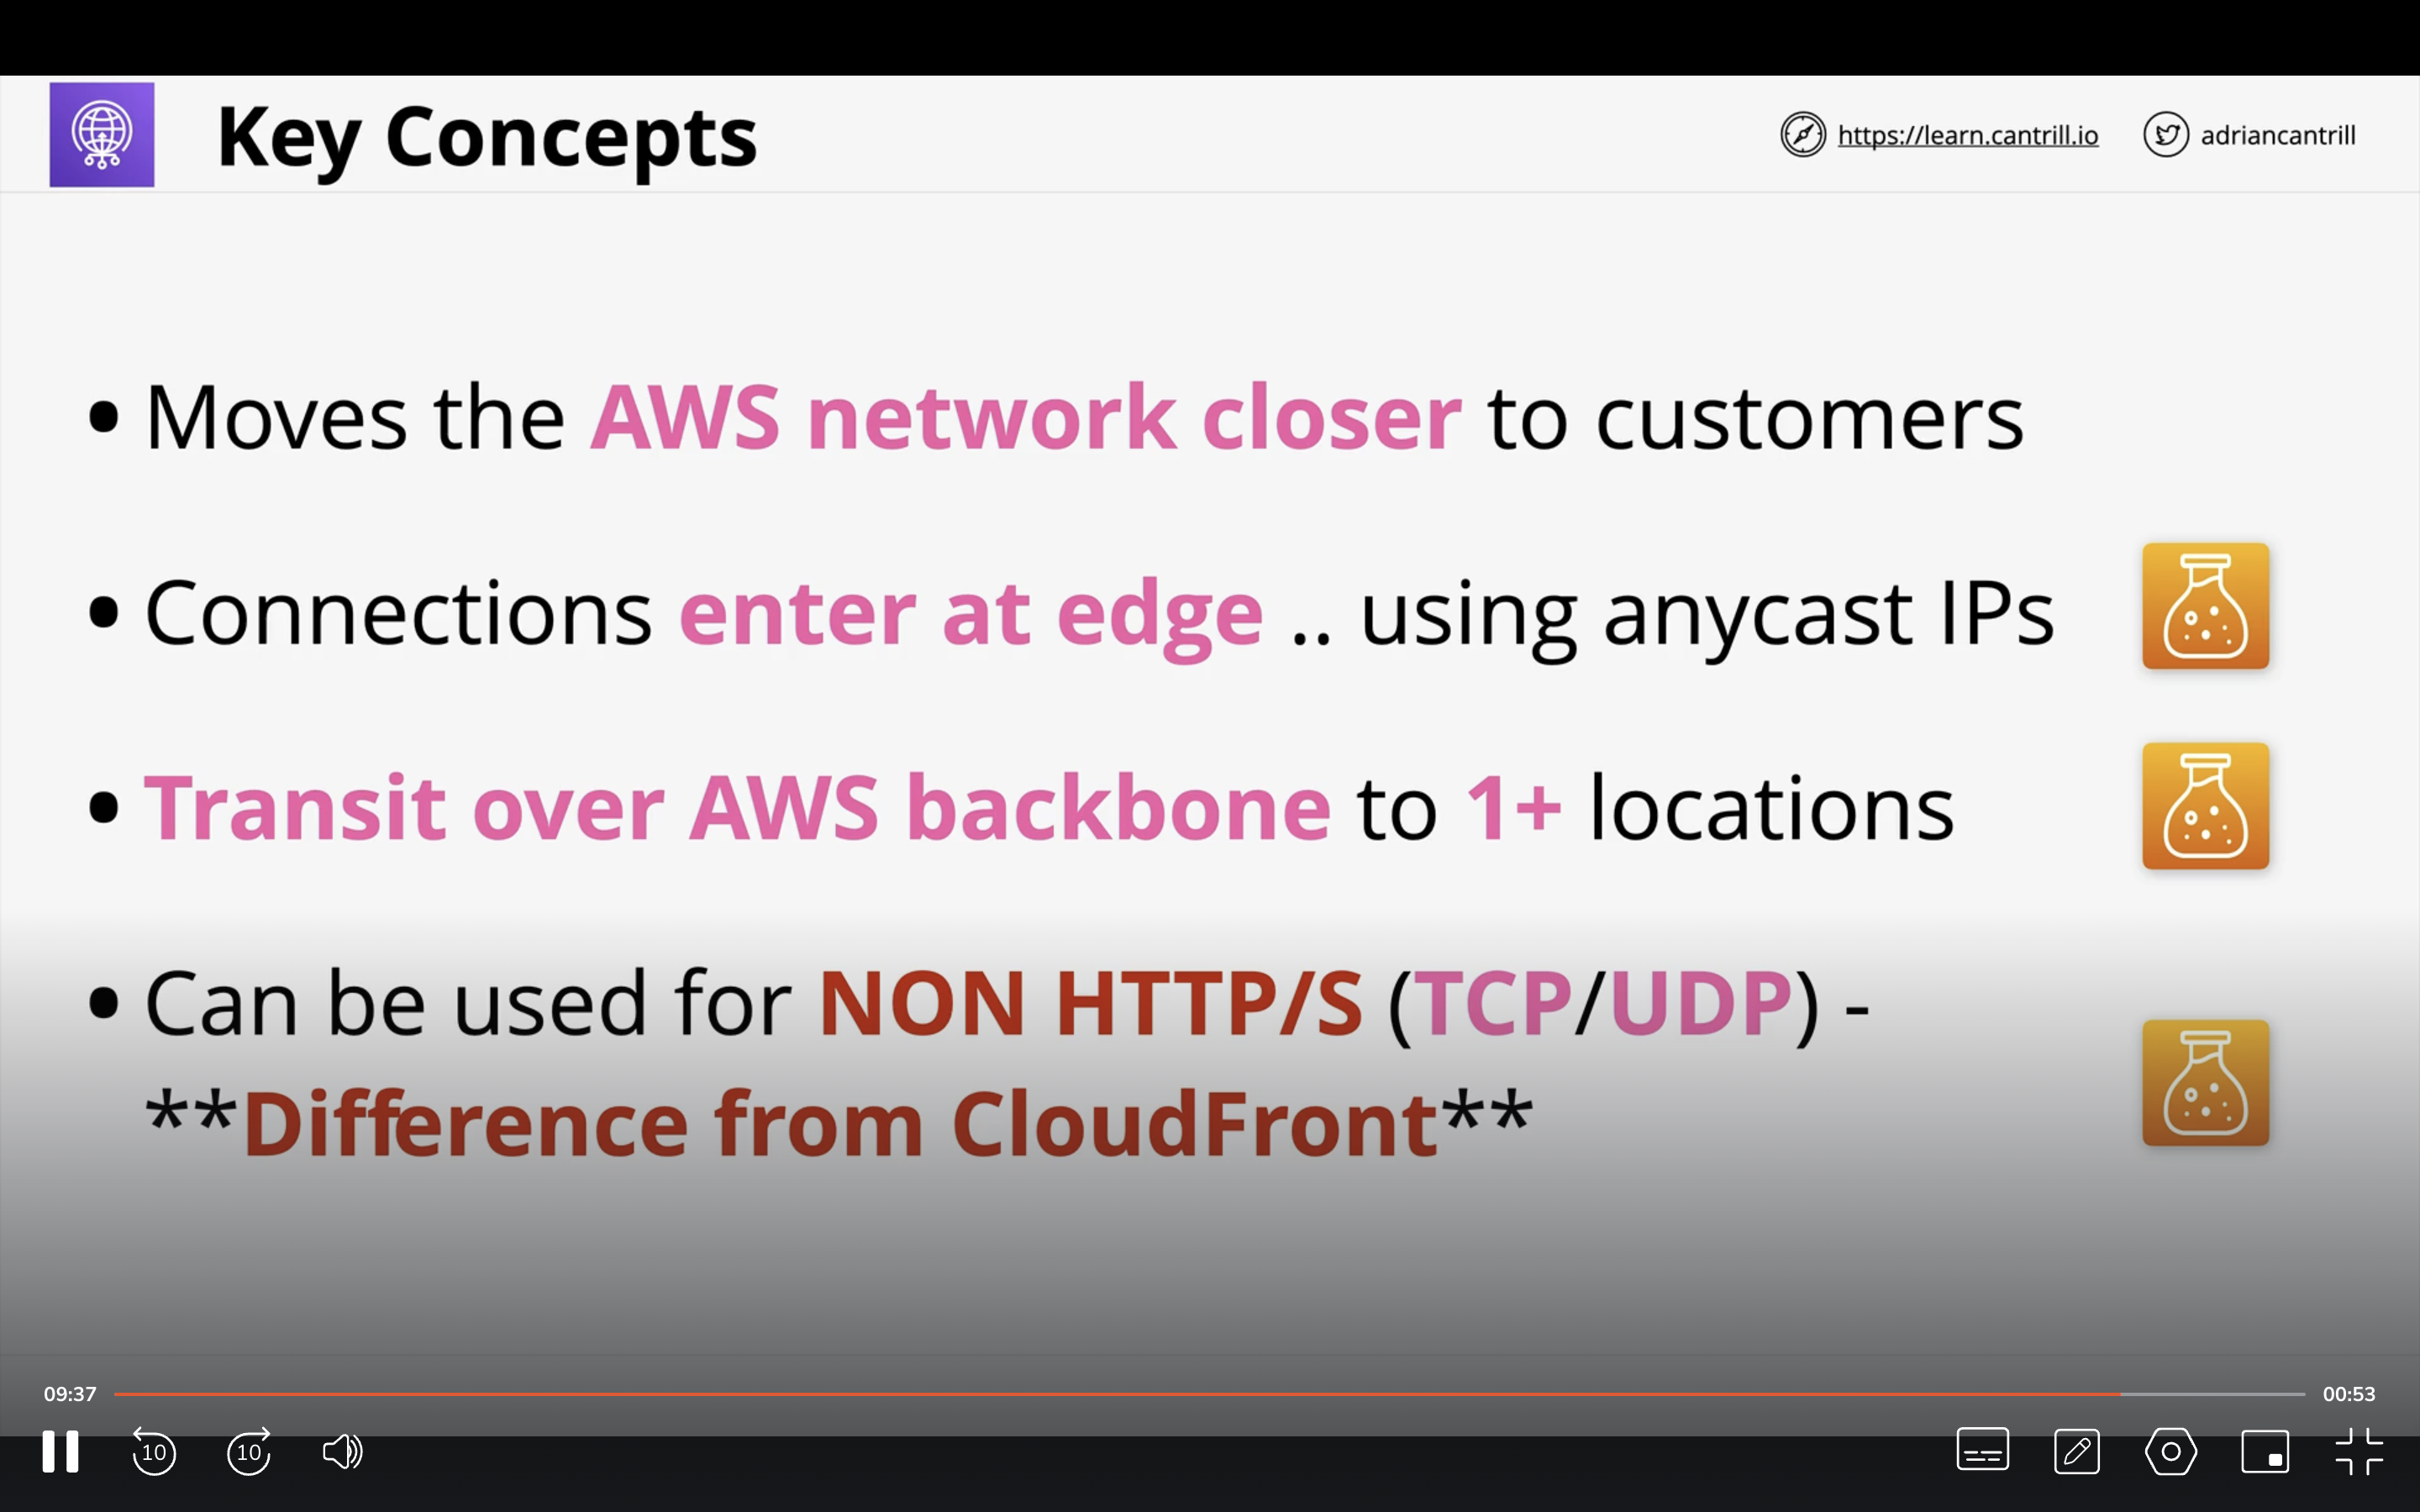 Key Concepts
https://learn.cantrill.io
adriancantrill
• Moves the AWS network closer to customers
• Connections enter at edge .. using anycast IPs
• Transit over AWS backbone to 1+ locations
• Can be used for NON HTTP/S (TCP/UDP) -
**Difference from CloudFront**
09:37
00:53
10
10